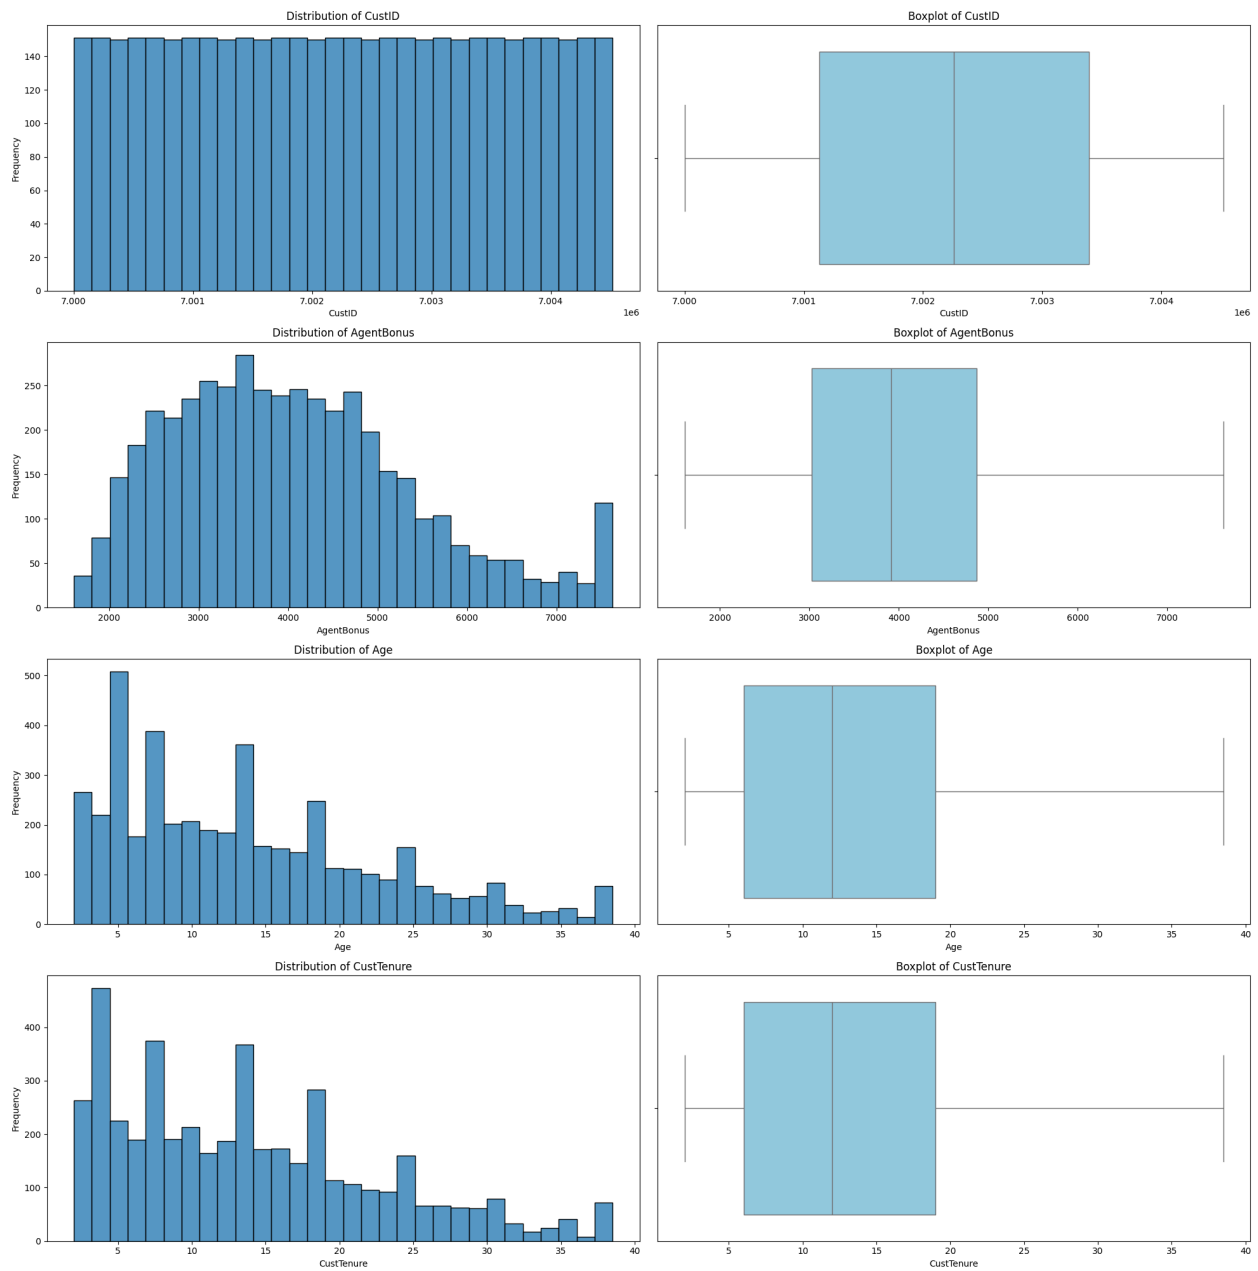 Distribution of CustID
Frequency
0
20
40
60
80
100
120
140
7.000 7.001 7.002 7.003 7.004
1e6
CustID
Boxplot of CustID
7.000 7.001 7.002 7.003 7.004
1e6
CustID
Distribution of AgentBonus
Frequency
0
50
100
150
200
250
2000 3000 4000 5000 6000 7000
AgentBonus
Boxplot of AgentBonus
2000 3000 4000 5000 6000 7000
AgentBonus
Distribution of Age
Frequency
0
100
200
300
400
500
5 10 15 20 25 30 35 40
Age
Boxplot of Age
5 10 15 20 25 30 35 40
Age
Distribution of CustTenure
Frequency
0
100
200
300
400
5 10 15 20 25 30 35 40
CustTenure
Boxplot of CustTenure
5 10 15 20 25 30 35 40
CustTenure